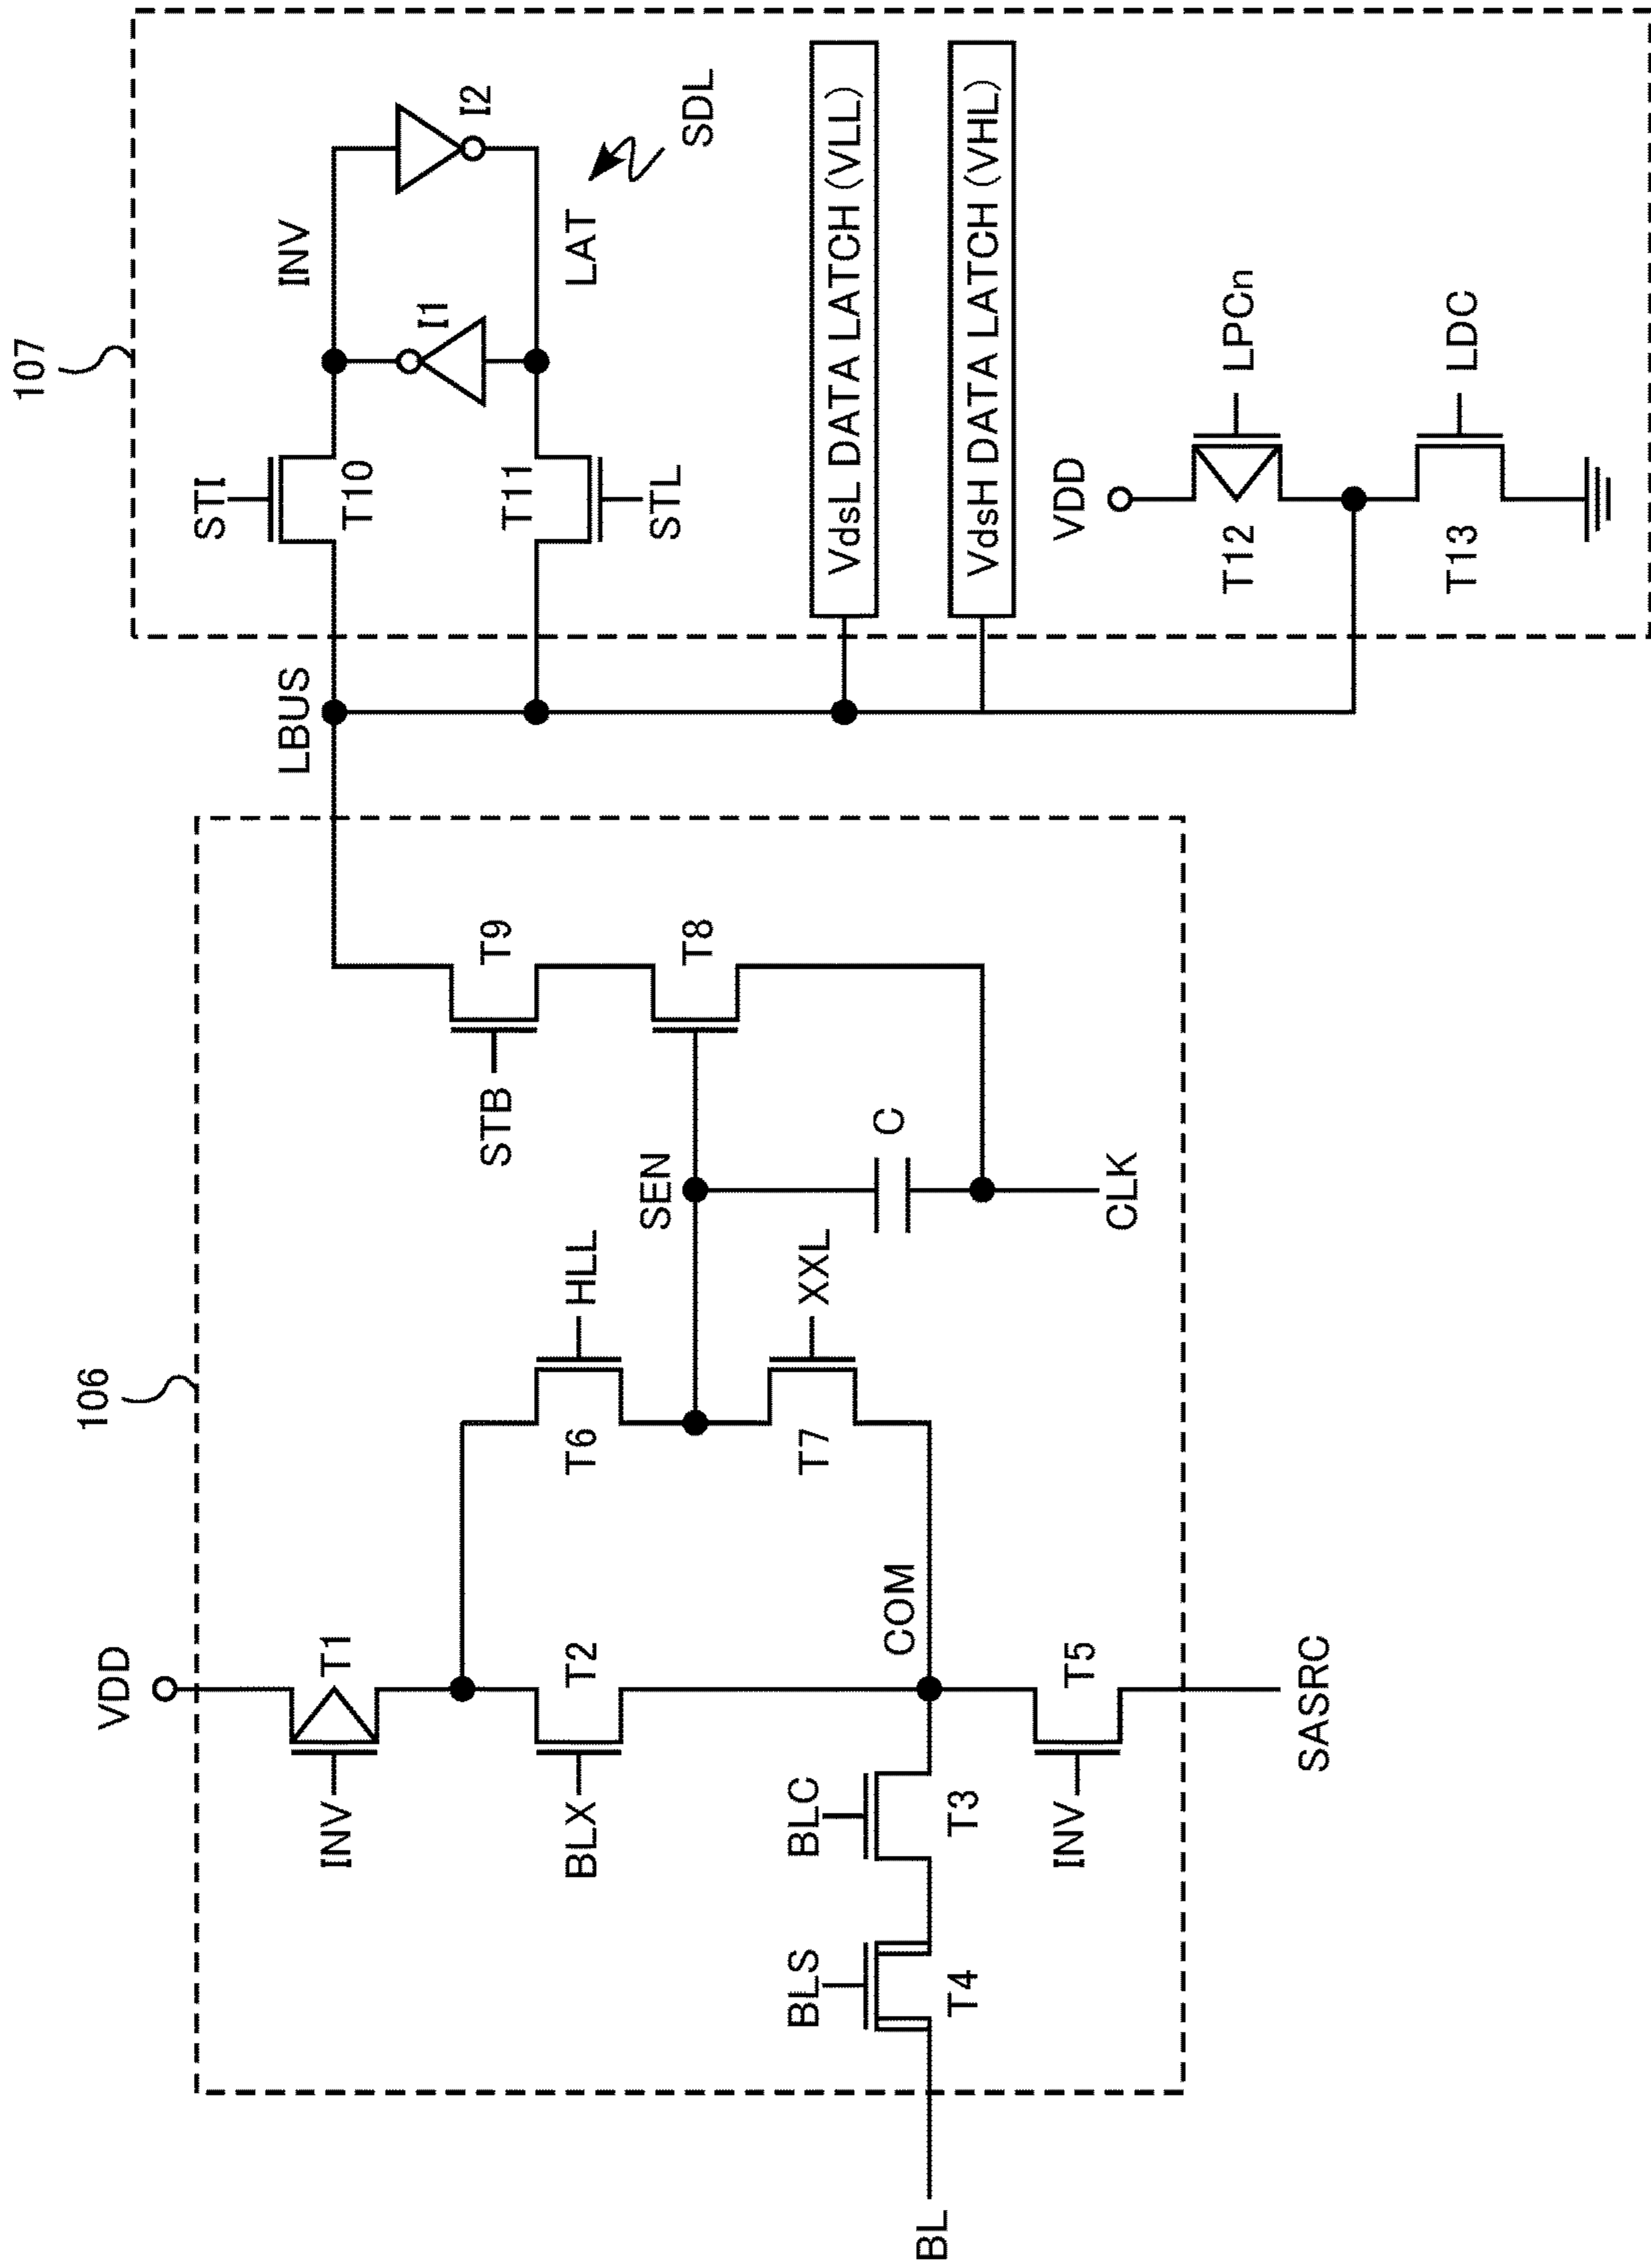 107
STI
T10
INV
I1
I2
T11
STL
LAT
SDL
LBUS
VdsL DATA LATCH (VLL)
VdsH DATA LATCH (VHL)
VDD
T12
LPCn
T13
LDC
106
VDD
INV
T1
BLX
T2
HLL
T6
STB
T9
SEN
T8
T7
XXL
C
CLK
COM
BLS
T4
BLC
T3
INV
T5
BL
SASRC